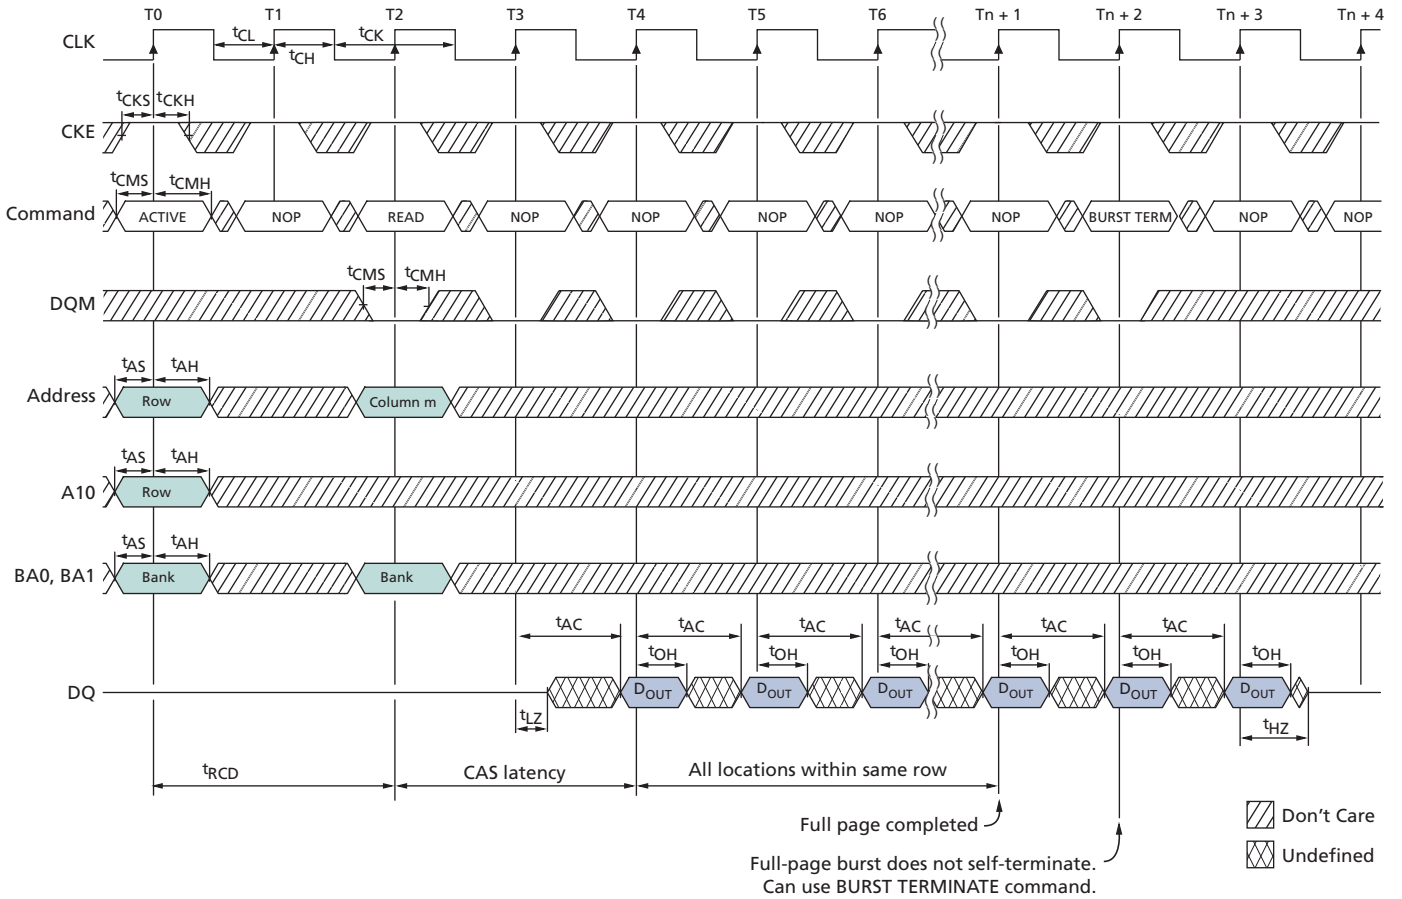 T0 T1 T2 T3 T4 T5 T6 Tn + 1 Tn + 2 Tn + 3 Tn + 4
CLK tCL tCH tCK
tCKS tCKH
CKE
tCMS tCMH
Command ACTIVE NOP READ NOP NOP NOP NOP NOP BURST TERM NOP NOP
tCMS tCMH
DQM
tAS tAH
Address Row Column m
tAS tAH
A10 Row
tAS tAH
BA0, BA1 Bank Bank
tAC tAC tAC tAC tAC tAC
tOH tOH tOH tOH tOH tOH
DQ DOUT DOUT DOUT DOUT DOUT DOUT
tLZ tHZ
tRCD CAS latency All locations within same row
Full page completed
Full-page burst does not self-terminate.
Can use BURST TERMINATE command.
Don't Care
Undefined